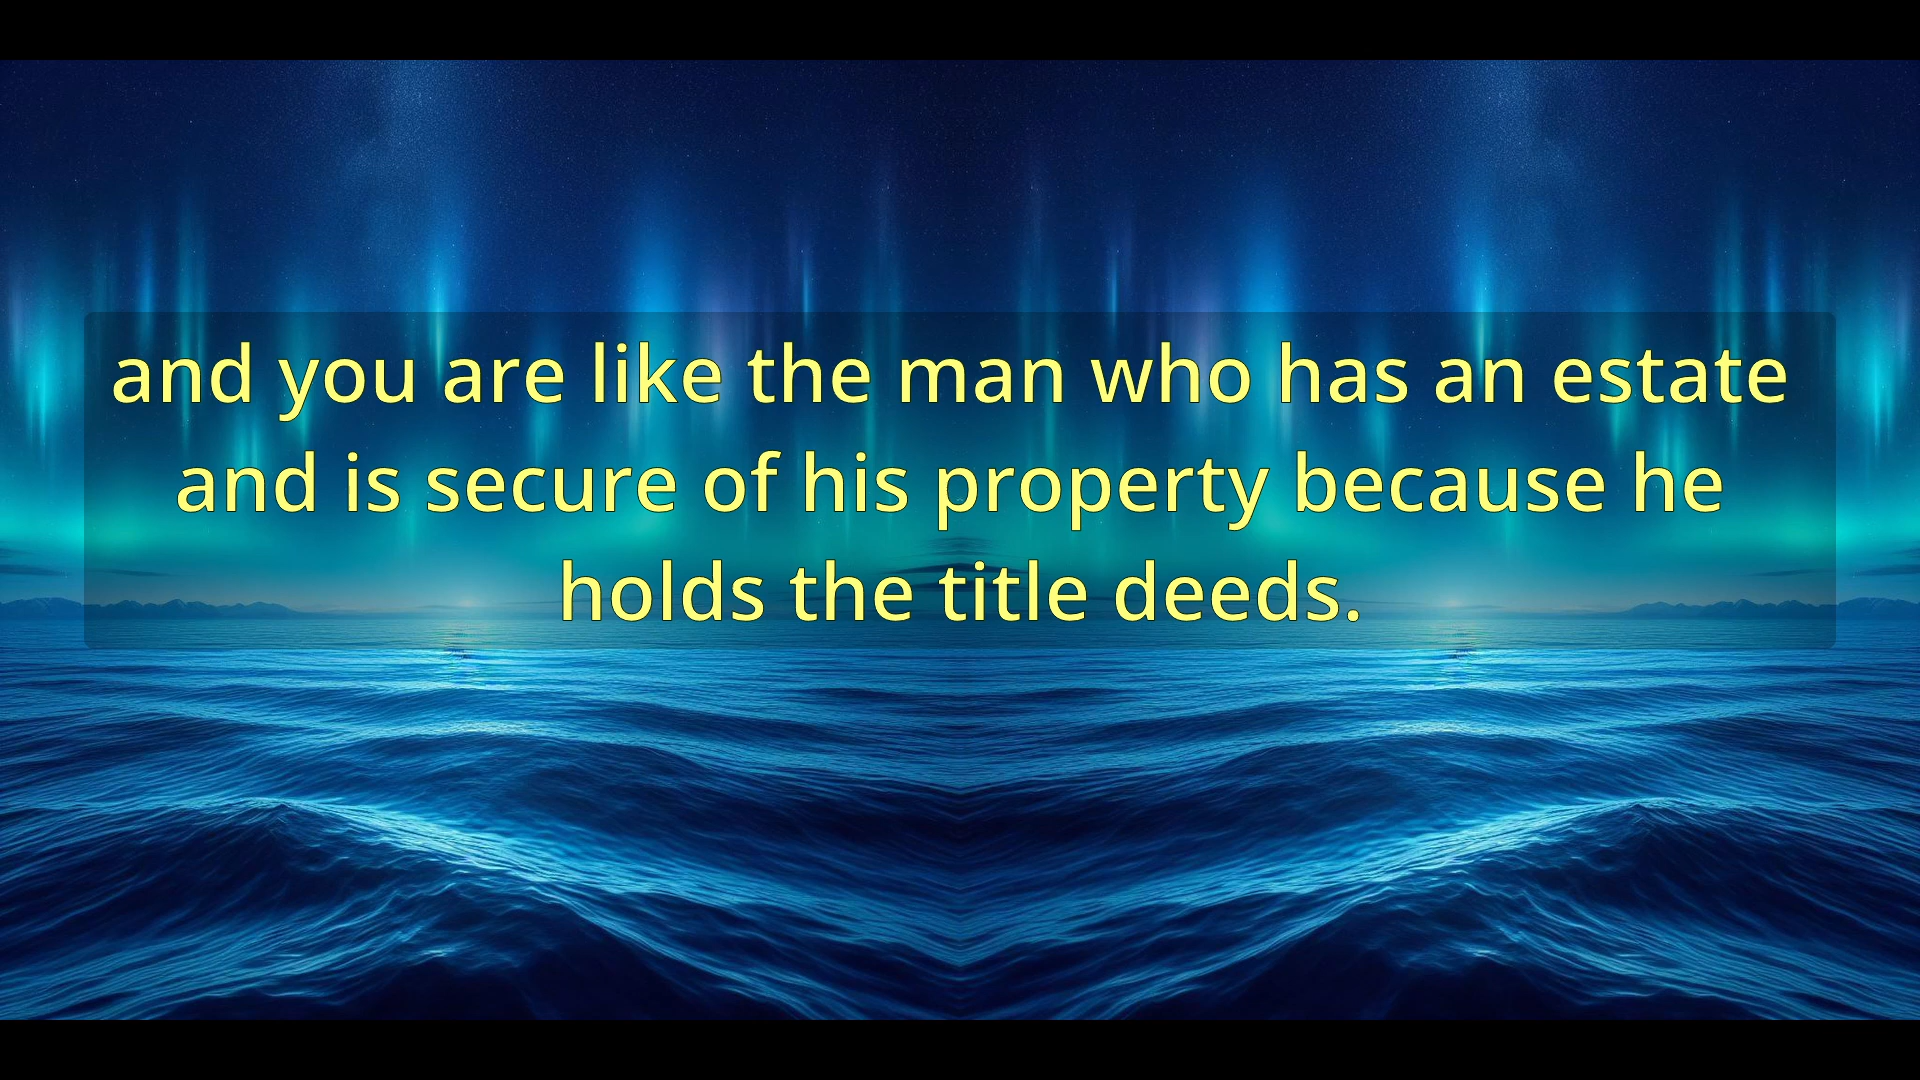 and you are like the man who has an estate
and is secure of his property because he
holds the title deeds.